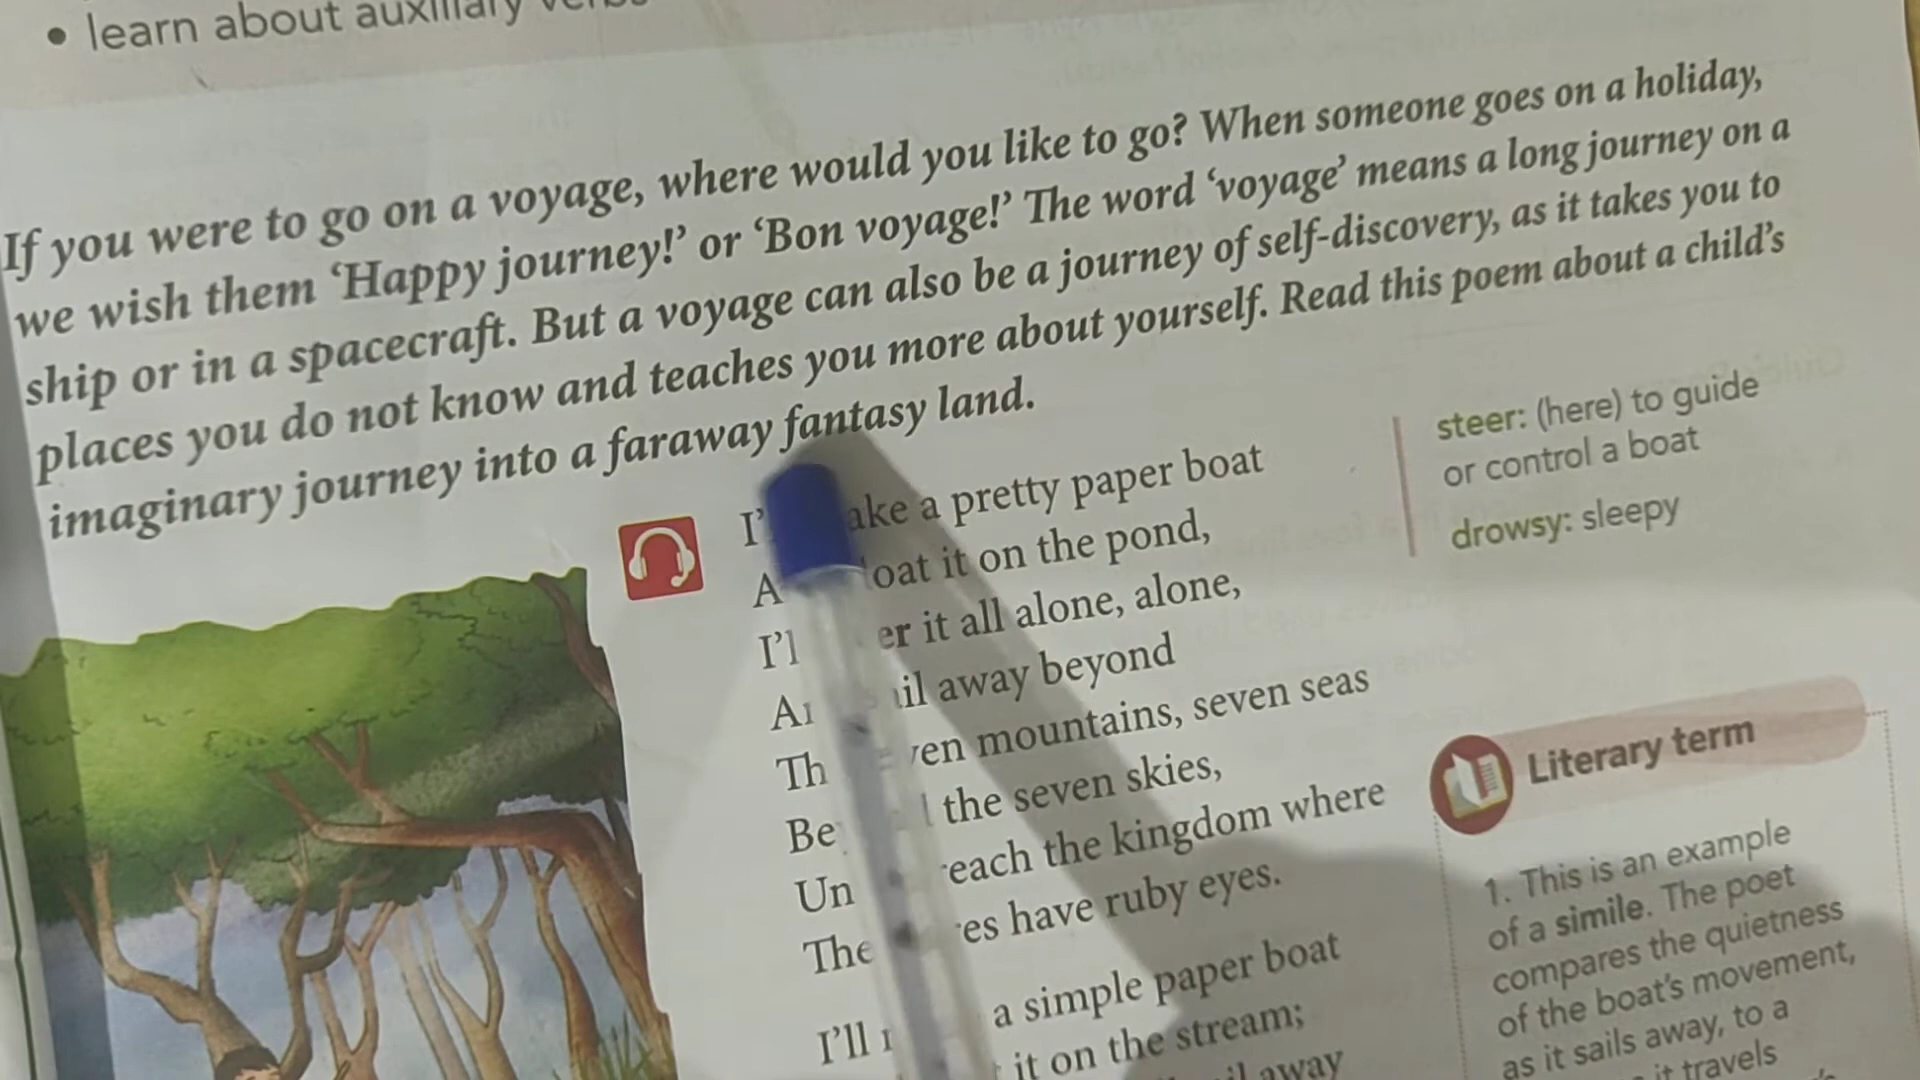 learn about auxiliary verbs
If you were to go on a voyage, where would you like to go? When someone goes on a holiday,
we wish them ‘Happy journey!’ or ‘Bon voyage!’ The word ‘voyage’ means a long journey on a
ship or in a spacecraft. But a voyage can also be a journey of self-discovery, as it takes you to
places you do not know and teaches you more about yourself. Read this poem about a child’s
imaginary journey into a faraway fantasy land.
a pretty paper boat
it on the pond,
it all alone, alone,
away beyond
mountains, seven seas
the seven skies,
the kingdom where
have ruby eyes.
I’ll a simple paper boat
it on the stream;
away
steer: (here) to guide
or control a boat
drowsy: sleepy
Literary term
1. This is an example
of a simile. The poet
compares the quietness
of the boat’s movement,
as it sails away, to a
it travels